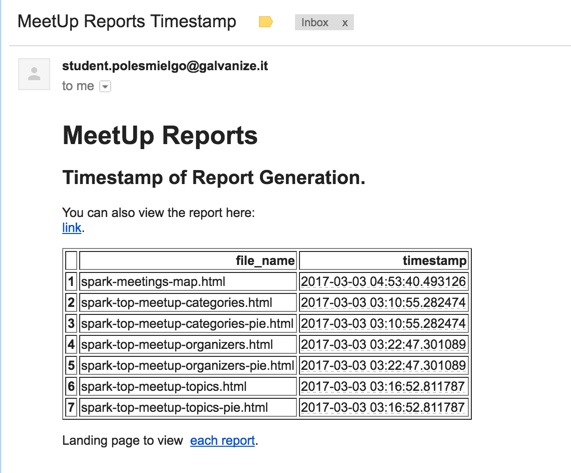 MeetUp Reports Timestamp Inbox x
student.polesmielgo@galvanize.it
to me
MeetUp Reports
Timestamp of Report Generation.
You can also view the report here:
link.
file_name timestamp
1 spark-meetings-map.html 2017-03-03 04:53:40.493126
2 spark-top-meetup-categories.html 2017-03-03 03:10:55.282474
3 spark-top-meetup-categories-pie.html 2017-03-03 03:10:55.282474
4 spark-top-meetup-organizers.html 2017-03-03 03:22:47.301089
5 spark-top-meetup-organizers-pie.html 2017-03-03 03:22:47.301089
6 spark-top-meetup-topics.html 2017-03-03 03:16:52.811787
7 spark-top-meetup-topics-pie.html 2017-03-03 03:16:52.811787
Landing page to view each report.